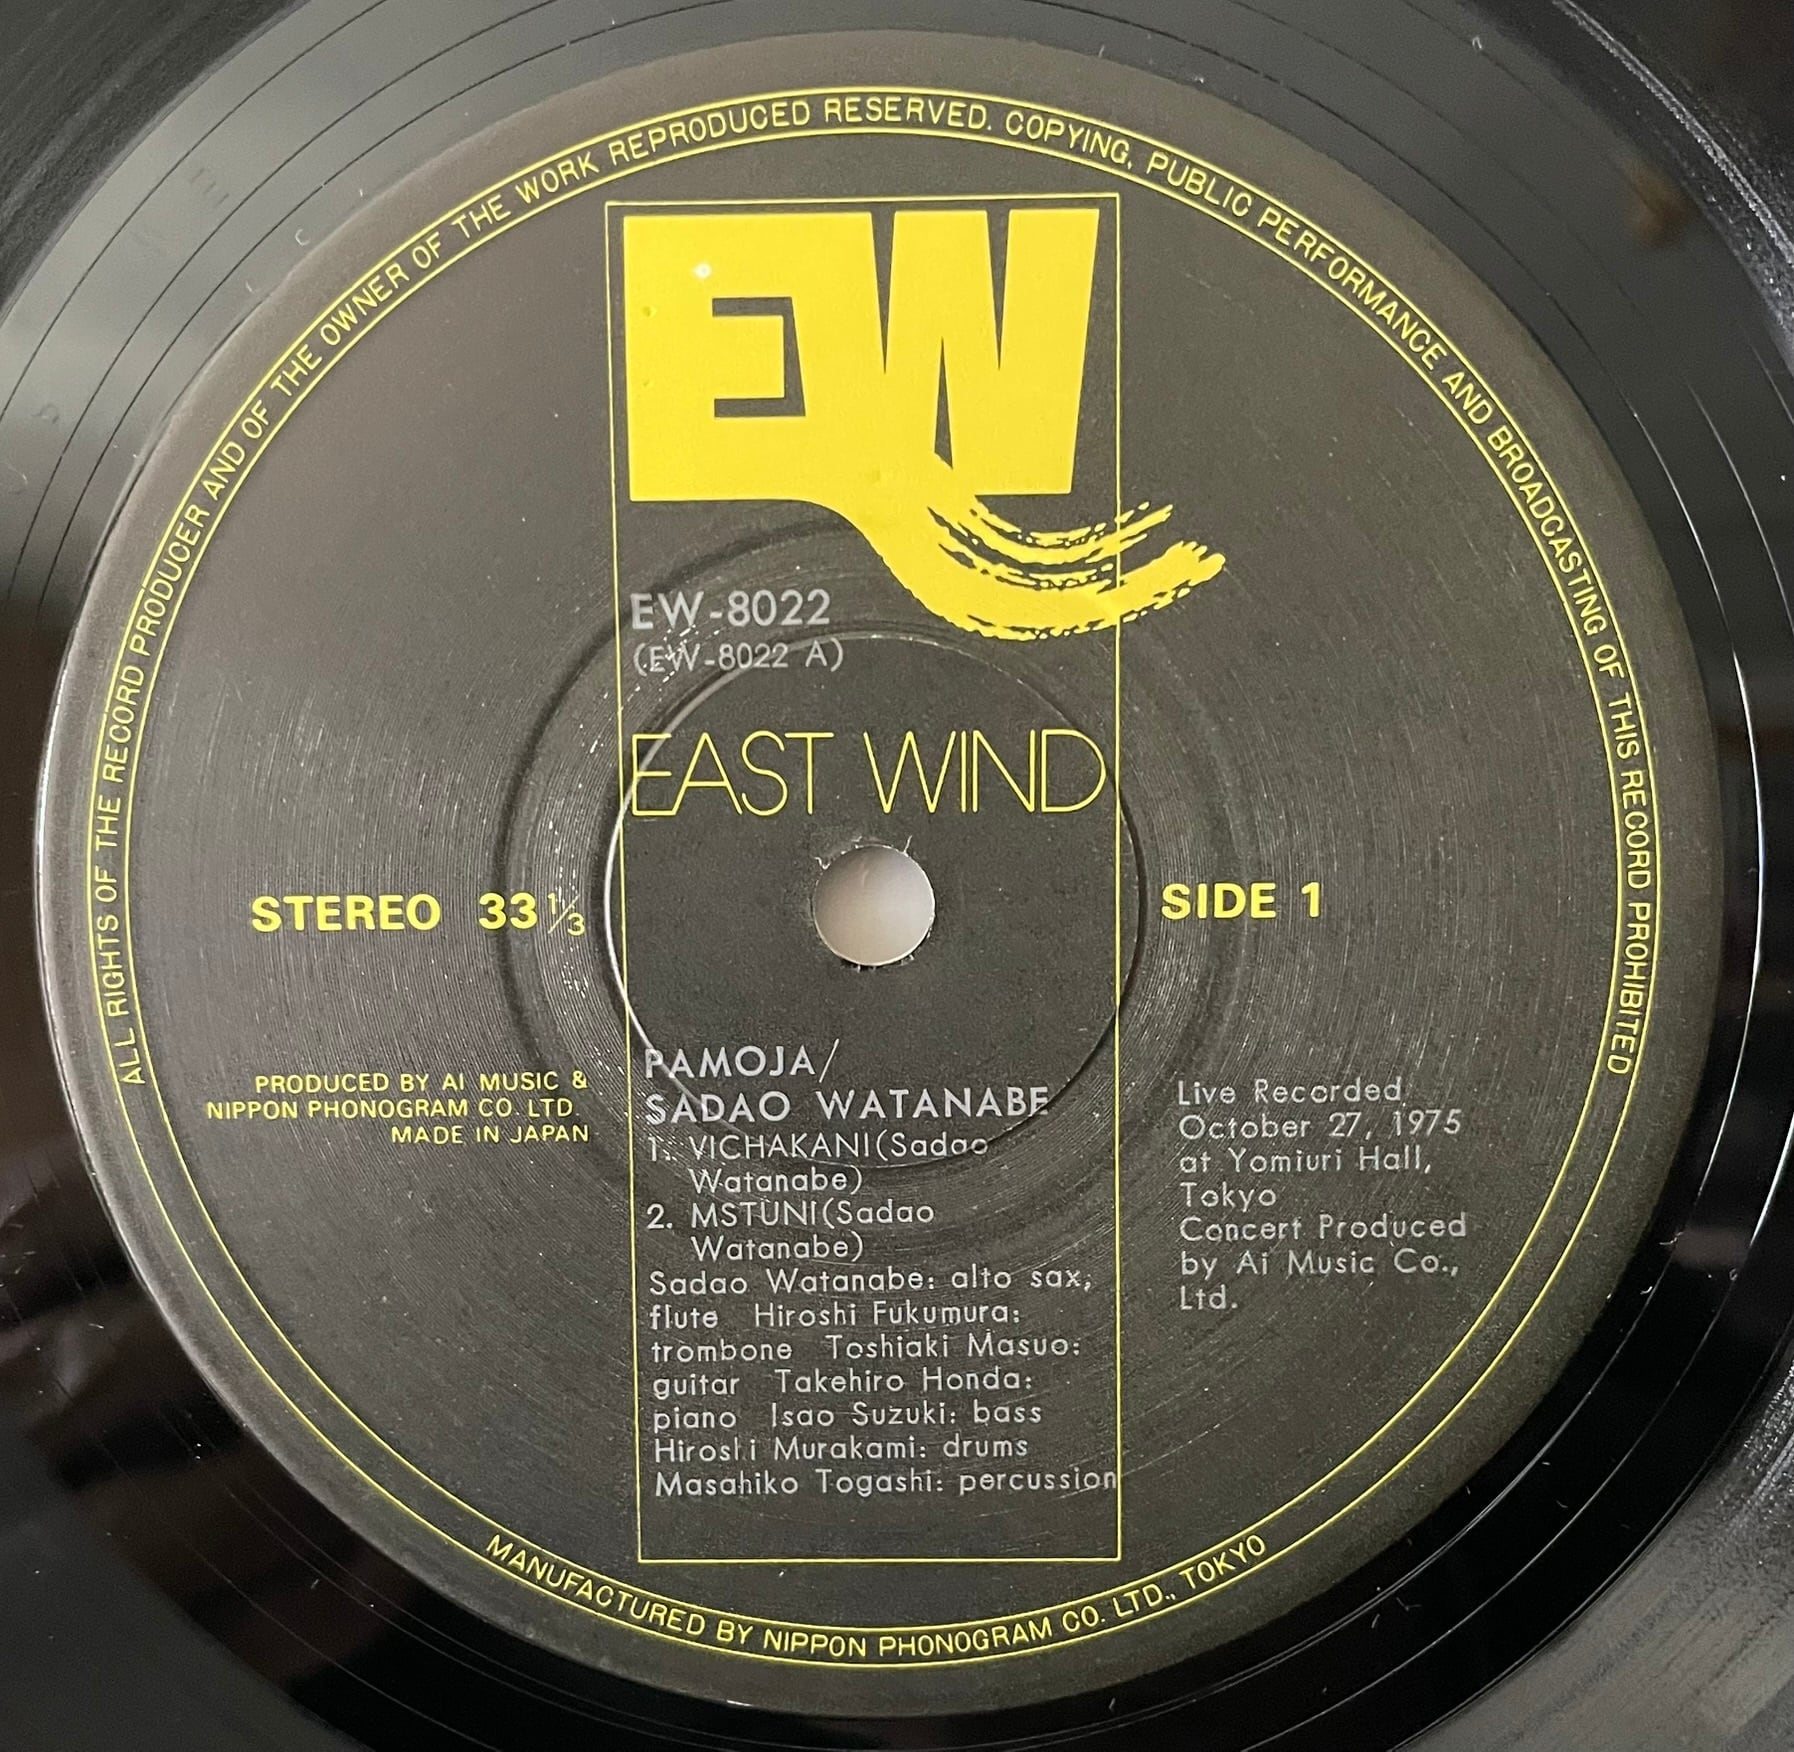 ALL RIGHTS OF THE RECORD PRODUCER AND OF THE OWNER OF THE WORK REPRODUCED RESERVED. COPYING, PUBLIC PERFORMANCE AND BROADCASTING OF THIS RECORD PROHIBITED
EW
EW-8022
(EW-8022 A)
EAST WIND
STEREO 33 1/3
SIDE 1
PRODUCED BY AI MUSIC &
NIPPON PHONOGRAM CO. LTD.
MADE IN JAPAN
PAMOJA/
SADAO WATANABE
1. VICHAKANI(Sadao
Watanabe)
2. MSTUNI(Sadao
Watanabe)
Sadao Watanabe: alto sax,
flute Hiroshi Fukumura:
trombone Toshiaki Masuo:
guitar Takehiro Honda:
piano Isao Suzuki: bass
Hiroshi Murakami: drums
Masahiko Togashi: percussion
Live Recorded
October 27, 1975
at Yomiuri Hall,
Tokyo
Concert Produced
by Ai Music Co.,
Ltd.
MANUFACTURED BY NIPPON PHONOGRAM CO. LTD., TOKYO